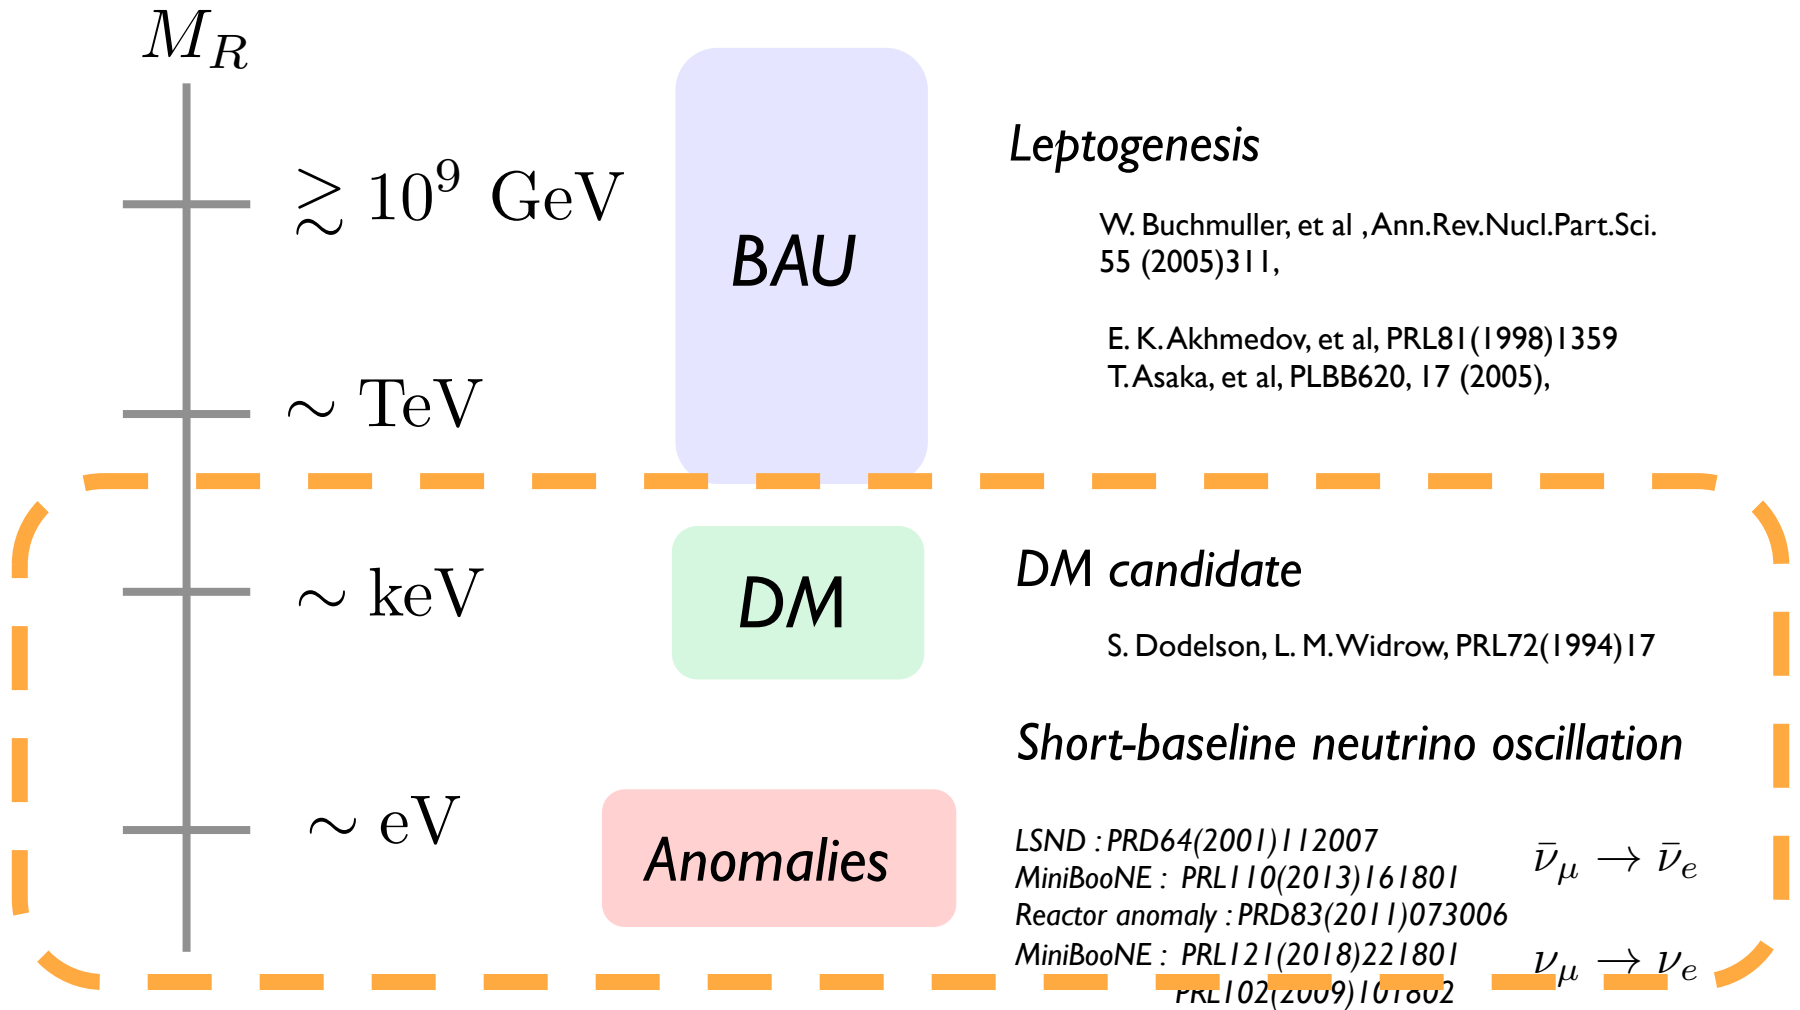 M_R
≳ 10^9 GeV
BAU
Leptogenesis
W. Buchmuller, et al , Ann.Rev.Nucl.Part.Sci.
55 (2005)311,
E. K. Akhmedov, et al, PRL81(1998)1359
T. Asaka, et al, PLBB620, 17 (2005),
∼ TeV
∼ keV
DM
DM candidate
S. Dodelson, L. M. Widrow, PRL72(1994)17
Short-baseline neutrino oscillation
∼ eV
Anomalies
LSND : PRD64(2001)112007
MiniBooNE : PRL110(2013)161801
ν̄_μ → ν̄_e
Reactor anomaly : PRD83(2011)073006
MiniBooNE : PRL121(2018)221801
ν_μ → ν_e
PRL102(2009)101802